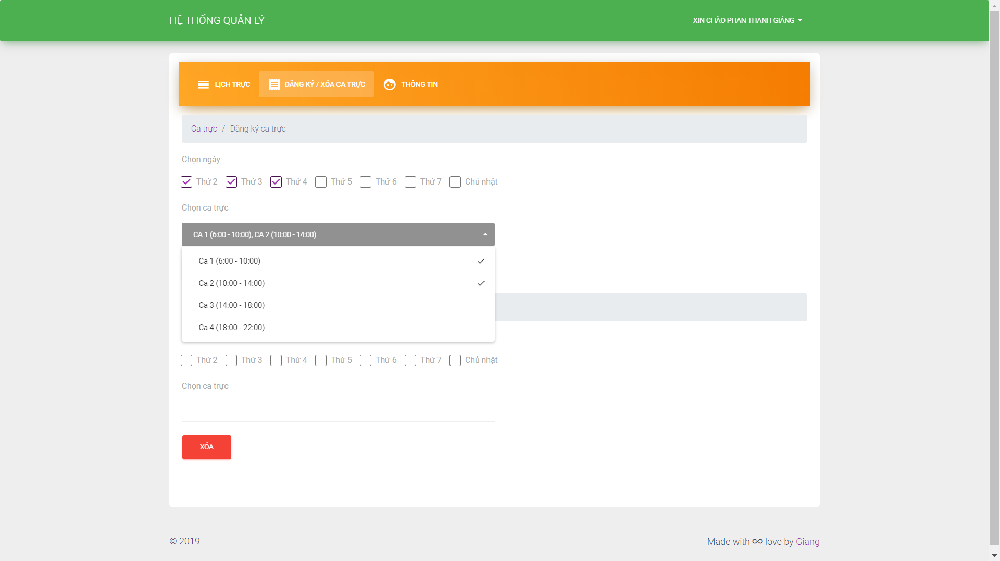 HỆ THỐNG QUẢN LÝ
XIN CHÀO PHAN THANH GIẢNG
LỊCH TRỰC
ĐĂNG KÝ / XÓA CA TRỰC
THÔNG TIN
Ca trực / Đăng ký ca trực
Chọn ngày
Thứ 2 Thứ 3 Thứ 4 Thứ 5 Thứ 6 Thứ 7 Chủ nhật
Chọn ca trực
CA 1 (6:00 - 10:00), CA 2 (10:00 - 14:00)
Ca 1 (6:00 - 10:00)
Ca 2 (10:00 - 14:00)
Ca 3 (14:00 - 18:00)
Ca 4 (18:00 - 22:00)
Thứ 2 Thứ 3 Thứ 4 Thứ 5 Thứ 6 Thứ 7 Chủ nhật
Chọn ca trực
XÓA
© 2019
Made with ∞ love by Giang